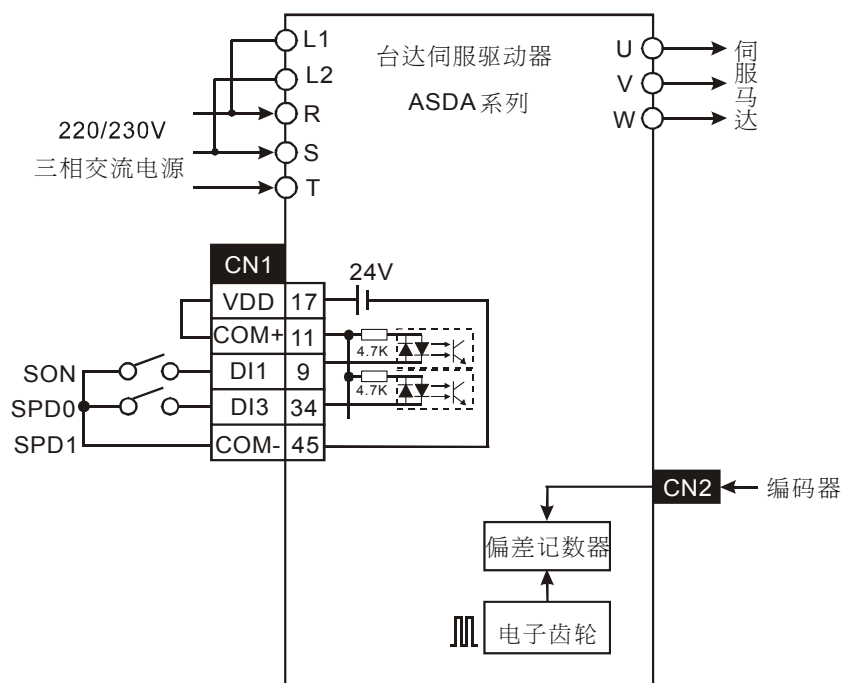 L1
L2
R
S
T
220/230V
三相交流电源
台达伺服驱动器
ASDA系列
U
V
W
伺服马达
CN1
24V
VDD 17
COM+ 11
4.7K
SON
DI1 9
4.7K
SPD0
DI3 34
SPD1
COM- 45
CN2
编码器
偏差记数器
电子齿轮